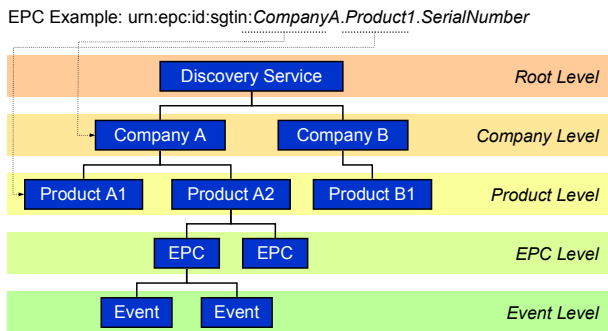 EPC Example: urn:epc:id:sgtin:CompanyA.Product1.SerialNumber
Discovery Service Root Level
Company A Company B Company Level
Product A1 Product A2 Product B1 Product Level
EPC EPC EPC Level
Event Event Event Level